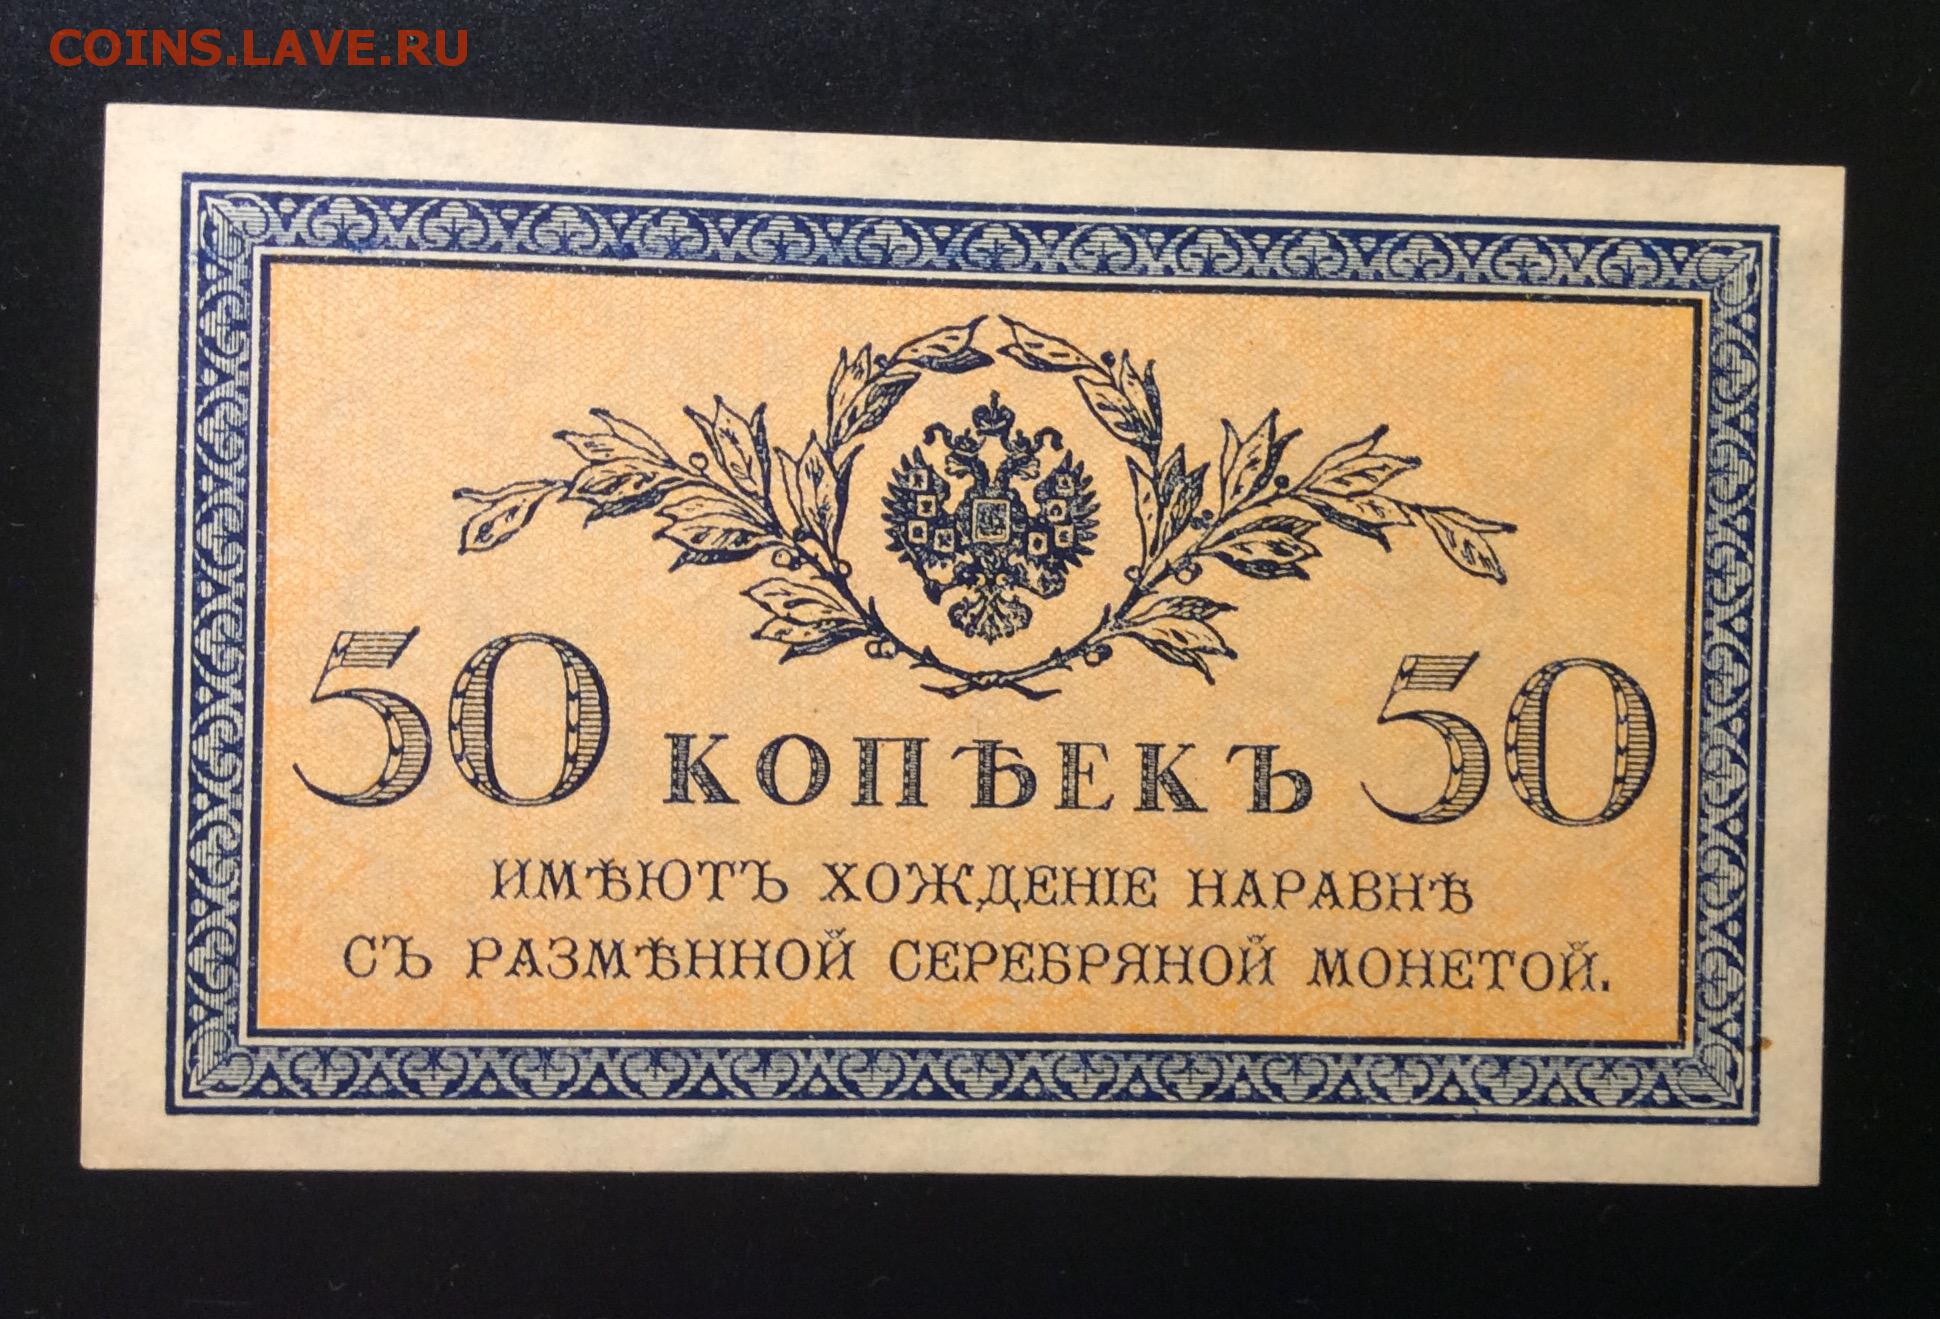 COINS.LAVE.RU
50 КОПѢЕКЪ 50
ИМѢЮТЪ ХОЖДЕНІЕ НАРАВНѢ
СЪ РАЗМѢННОЙ СЕРЕБРЯНОЙ МОНЕТОЙ.